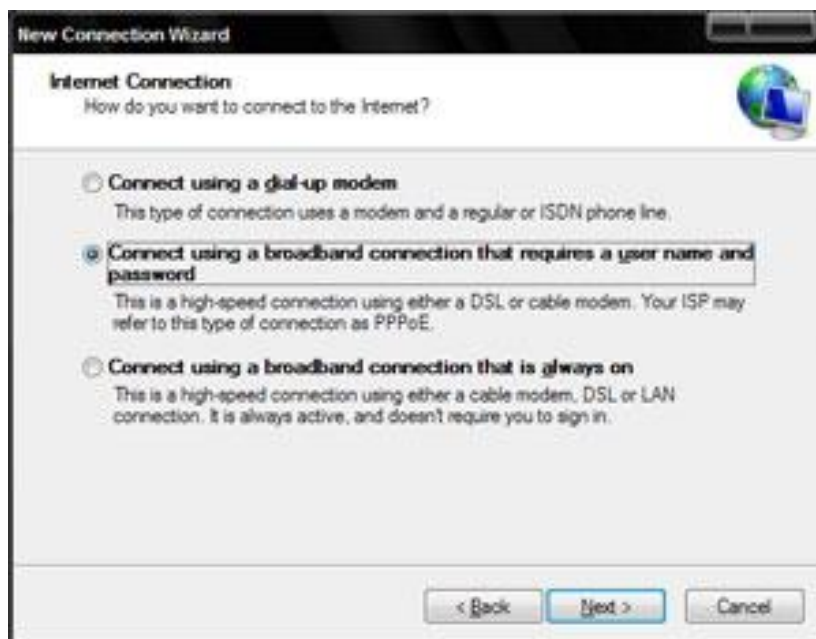 New Connection Wizard
Internet Connection
How do you want to connect to the Internet?
Connect using a dial-up modem
This type of connection uses a modem and a regular or ISDN phone line.
Connect using a broadband connection that requires a user name and
password
This is a high-speed connection using either a DSL or cable modem. Your ISP may
refer to this type of connection as PPPoE.
Connect using a broadband connection that is always on
This is a high-speed connection using either a cable modem, DSL or LAN
connection. It is always active, and doesn't require you to sign in.
< Back Next > Cancel